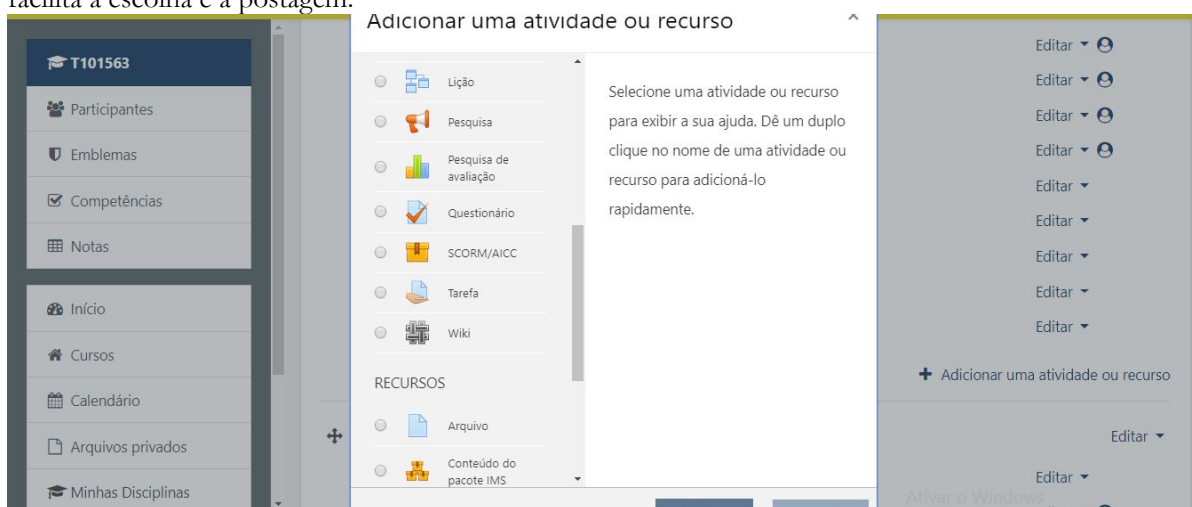 facilita a escolha e a postagem.
Adicionar uma atividade ou recurso
T101563
Participantes
Emblemas
Competências
Notas
Início
Cursos
Calendário
Arquivos privados
Minhas Disciplinas
Lição
Pesquisa
Pesquisa de
avaliação
Questionário
SCORM/AICC
Tarefa
Wiki
RECURSOS
Arquivo
Conteúdo do
pacote IMS
Selecione uma atividade ou recurso
para exibir a sua ajuda. Dê um duplo
clique no nome de uma atividade ou
recurso para adicioná-lo
rapidamente.
Editar
Editar
Editar
Editar
Editar
Editar
Editar
Editar
Editar
Adicionar uma atividade ou recurso
Editar
Editar
Ativar o Windows